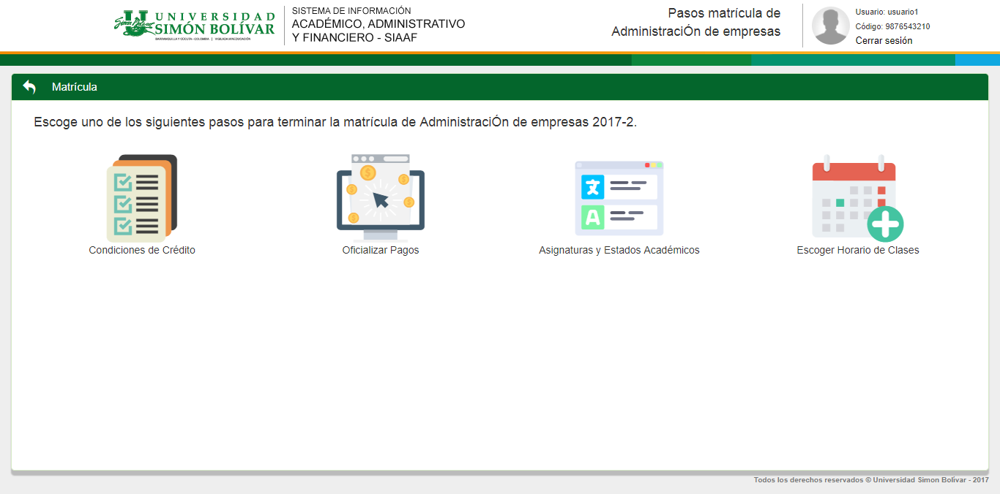 UNIVERSIDAD
SIMÓN BOLÍVAR
BARRANQUILLA Y CÚCUTA - COLOMBIA | VIGILADA MINEDUCACIÓN
SISTEMA DE INFORMACIÓN
ACADÉMICO, ADMINISTRATIVO
Y FINANCIERO - SIAAF
Pasos matrícula de
AdministraciÓn de empresas
Usuario: usuario1
Código: 9876543210
Cerrar sesión
Matrícula
Escoge uno de los siguientes pasos para terminar la matrícula de AdministraciÓn de empresas 2017-2.
Condiciones de Crédito
Oficializar Pagos
Asignaturas y Estados Académicos
Escoger Horario de Clases
Todos los derechos reservados © Universidad Simon Bolívar - 2017